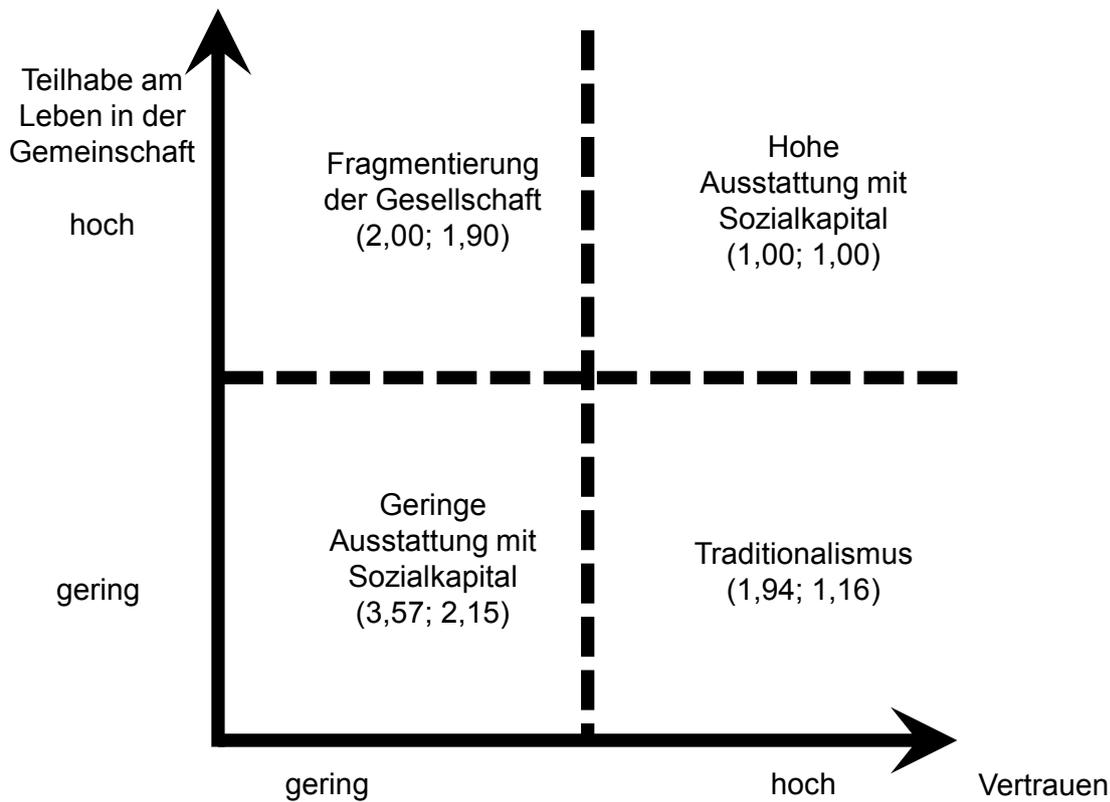 Teilhabe am
Leben in der
Gemeinschaft
hoch
Fragmentierung
der Gesellschaft
(2,00; 1,90)
Hohe
Ausstattung mit
Sozialkapital
(1,00; 1,00)
gering
Geringe
Ausstattung mit
Sozialkapital
(3,57; 2,15)
Traditionalismus
(1,94; 1,16)
gering
hoch
Vertrauen